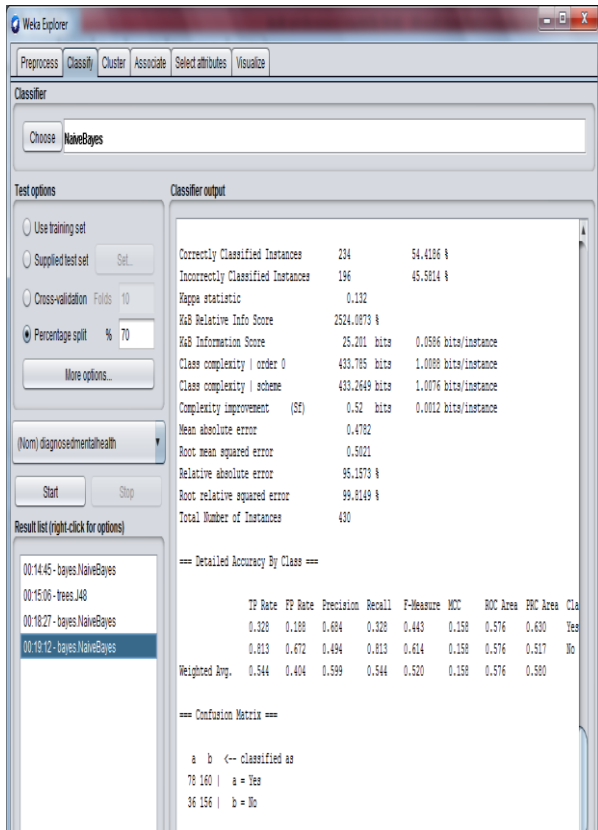 Weka Explorer
Preprocess Classify Cluster Associate Select attributes Visualize
Classifier
Choose NaiveBayes
Test options
Use training set
Supplied test set Set...
Cross-validation Folds 10
Percentage split % 70
More options...
(Nom) diagnosedmentalhealth
Start Stop
Result list (right-click for options)
00:14:45 - bayes.NaiveBayes
00:15:06 - trees.J48
00:18:27 - bayes.NaiveBayes
00:19:12 - bayes.NaiveBayes
Classifier output
Correctly Classified Instances 234 54.4186 %
Incorrectly Classified Instances 196 45.5814 %
Kappa statistic 0.132
K&B Relative Info Score 2524.0873 %
K&B Information Score 25.201 bits 0.0586 bits/instance
Class complexity | order 0 433.785 bits 1.0088 bits/instance
Class complexity | scheme 433.2649 bits 1.0076 bits/instance
Complexity improvement (Sf) 0.52 bits 0.0012 bits/instance
Mean absolute error 0.4782
Root mean squared error 0.5021
Relative absolute error 95.1573 %
Root relative squared error 99.8149 %
Total Number of Instances 430
=== Detailed Accuracy By Class ===
TP Rate FP Rate Precision Recall F-Measure MCC ROC Area PRC Area Cla
0.328 0.188 0.684 0.328 0.443 0.158 0.576 0.630 Yes
0.813 0.672 0.494 0.813 0.614 0.158 0.576 0.517 No
Weighted Avg. 0.544 0.404 0.599 0.544 0.520 0.158 0.576 0.580
=== Confusion Matrix ===
a b <-- classified as
78 160 | a = Yes
36 156 | b = No